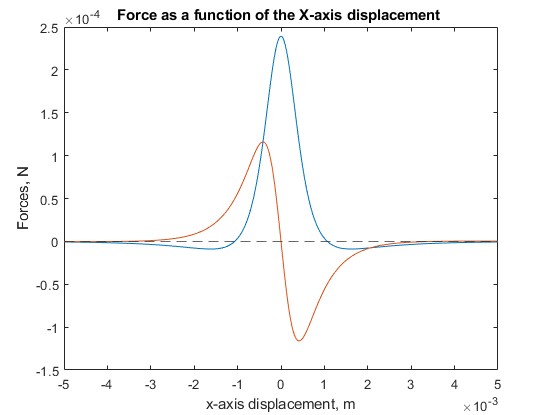 Force as a function of the X-axis displacement
×10⁻⁴
2.5
2
1.5
1
0.5
0
-0.5
-1
-1.5
Forces, N
-5 -4 -3 -2 -1 0 1 2 3 4 5
x-axis displacement, m
×10⁻³